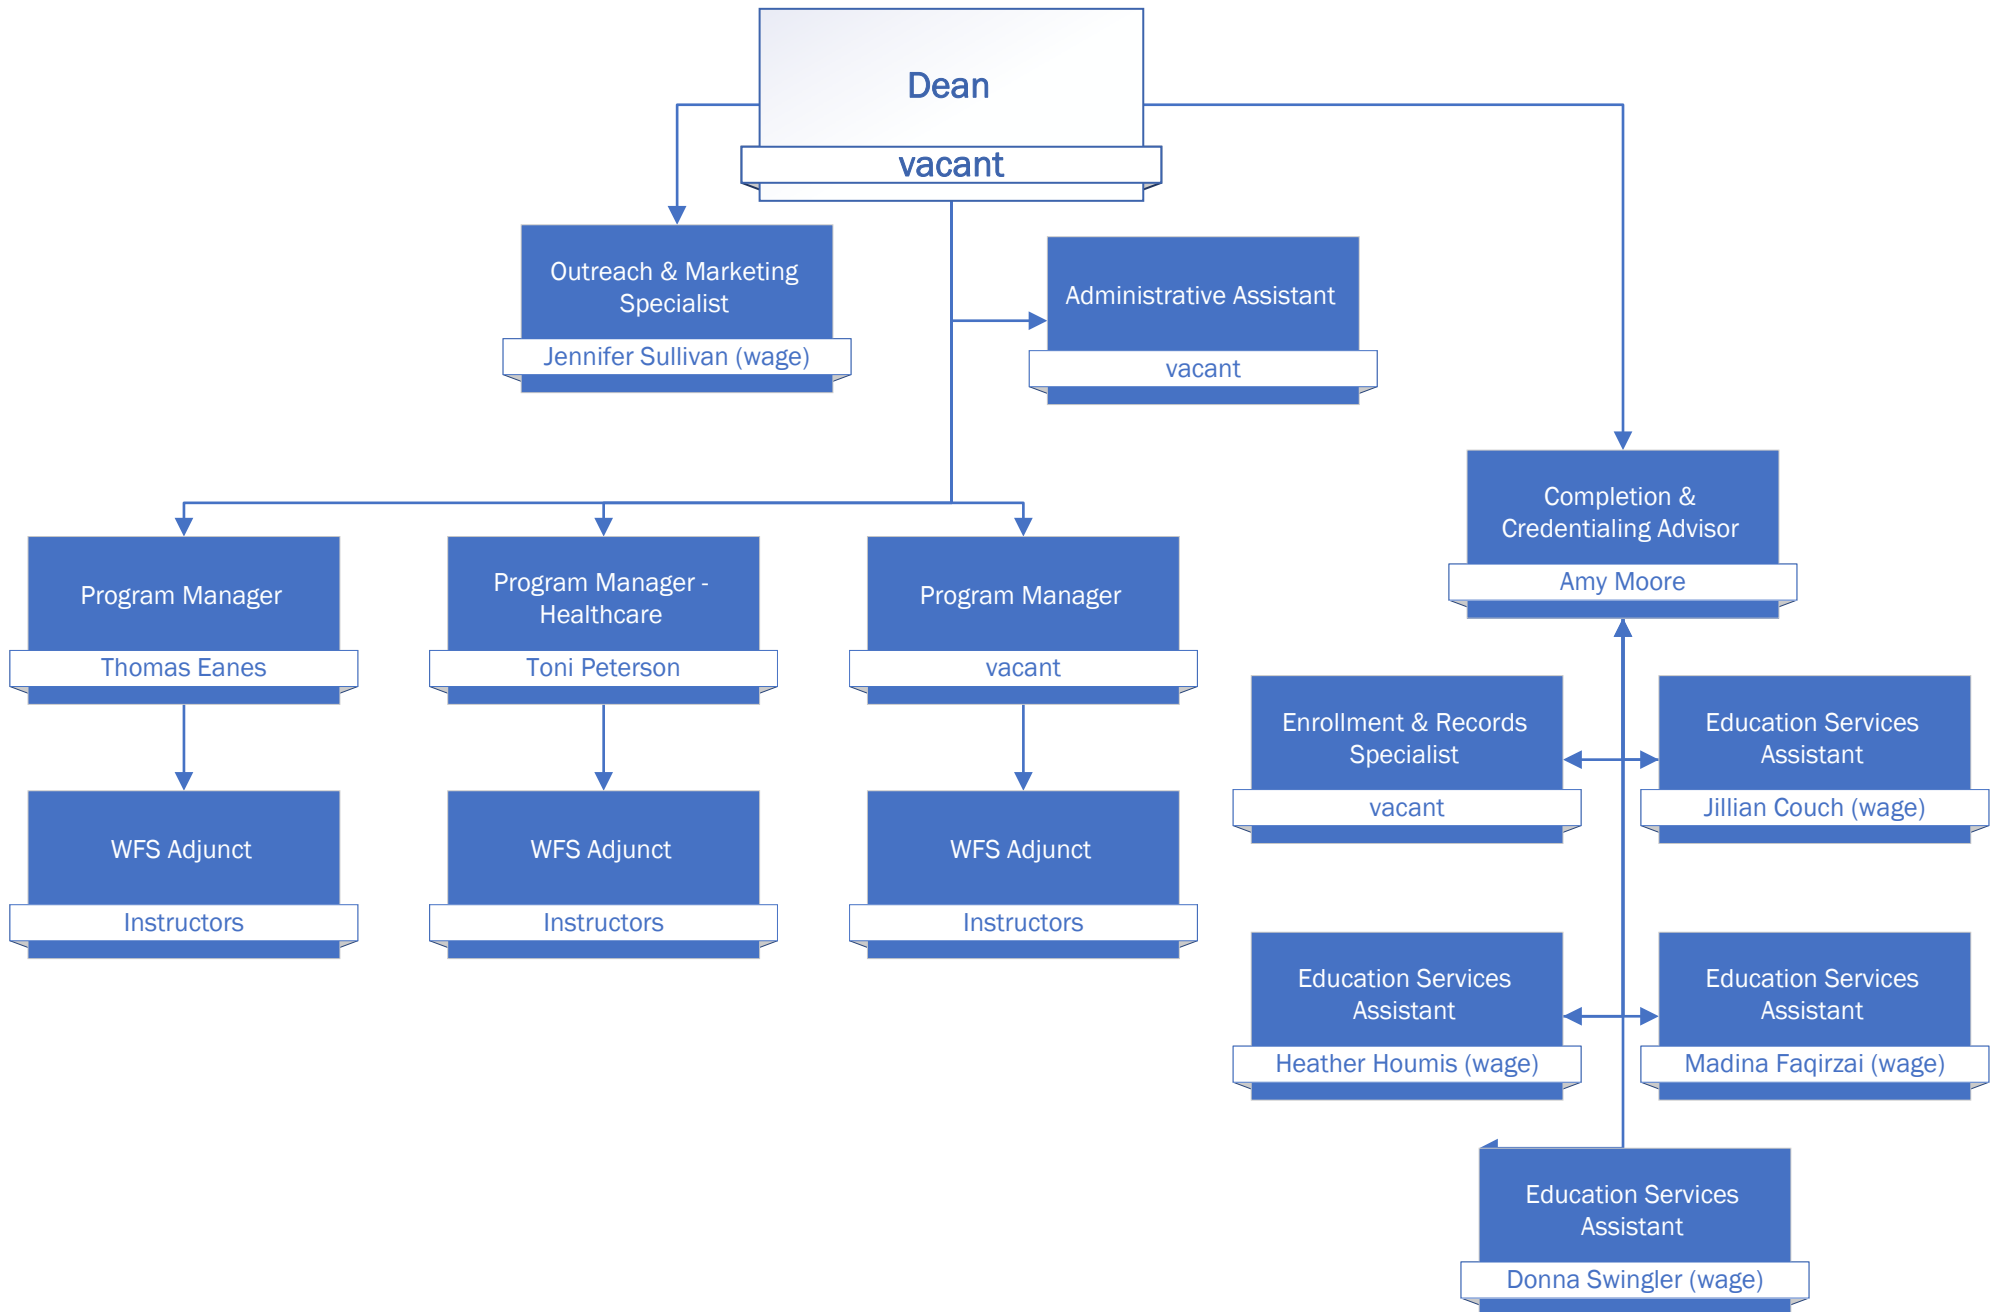 Dean
vacant
Outreach & Marketing
Specialist
Jennifer Sullivan (wage)
Administrative Assistant
vacant
Completion &
Credentialing Advisor
Amy Moore
Program Manager
Thomas Eanes
Program Manager -
Healthcare
Toni Peterson
Program Manager
vacant
Enrollment & Records
Specialist
vacant
Education Services
Assistant
Jillian Couch (wage)
WFS Adjunct
Instructors
WFS Adjunct
Instructors
WFS Adjunct
Instructors
Education Services
Assistant
Heather Houmis (wage)
Education Services
Assistant
Madina Faqirzai (wage)
Education Services
Assistant
Donna Swingler (wage)